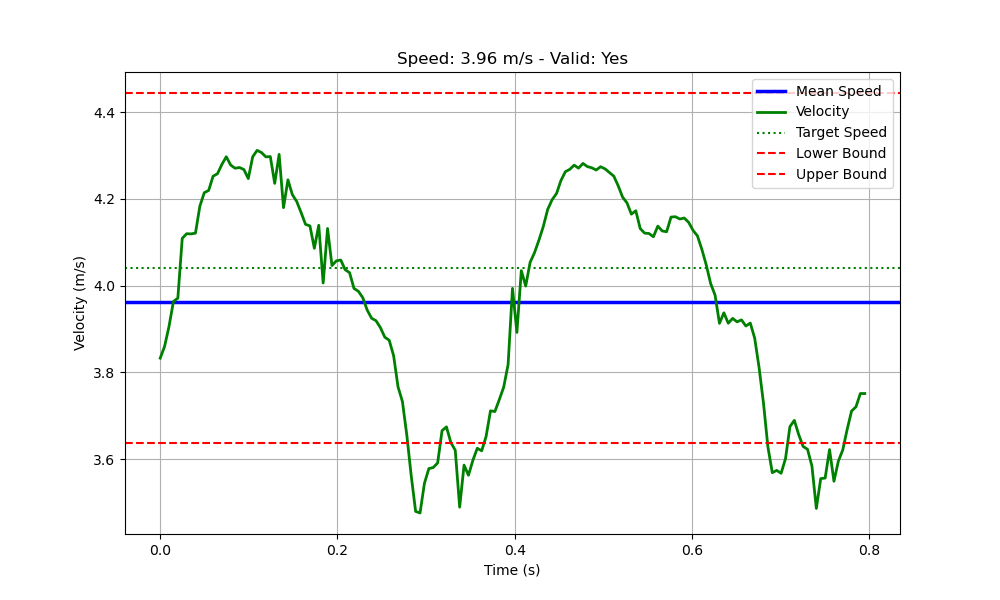 Speed: 3.96 m/s - Valid: Yes
Mean Speed
Velocity
Target Speed
Lower Bound
Upper Bound
4.4
4.2
4.0
3.8
3.6
Velocity (m/s)
0.0 0.2 0.4 0.6 0.8
Time (s)